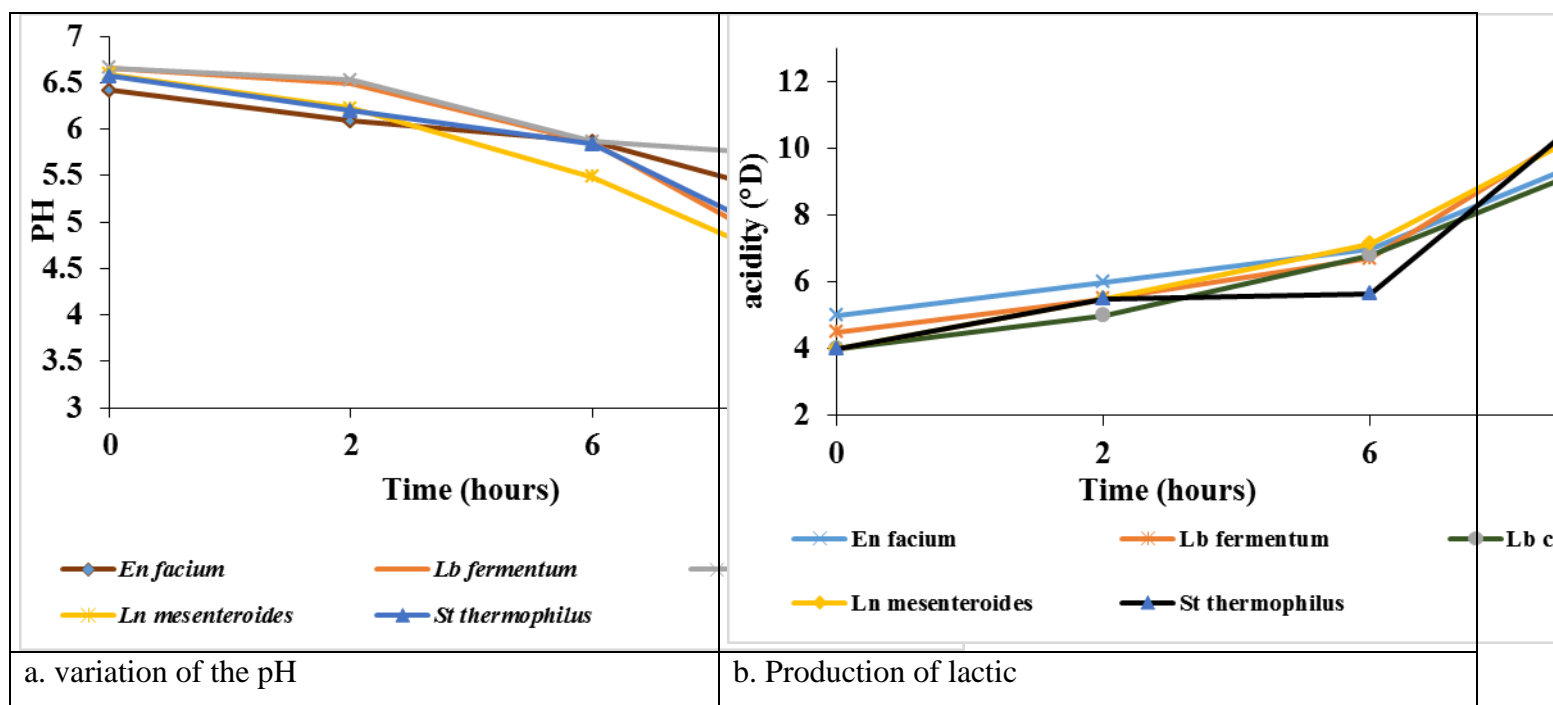 7
6.5
6
5.5
5
4.5
4
3.5
3
PH
0 2 6
Time (hours)
En facium Lb fermentum
Ln mesenteroides St thermophilus
a. variation of the pH
12
10
8
6
4
2
acidity (°D)
0 2 6
Time (hours)
En facium Lb fermentum Lb c
Ln mesenteroides St thermophilus
b. Production of lactic